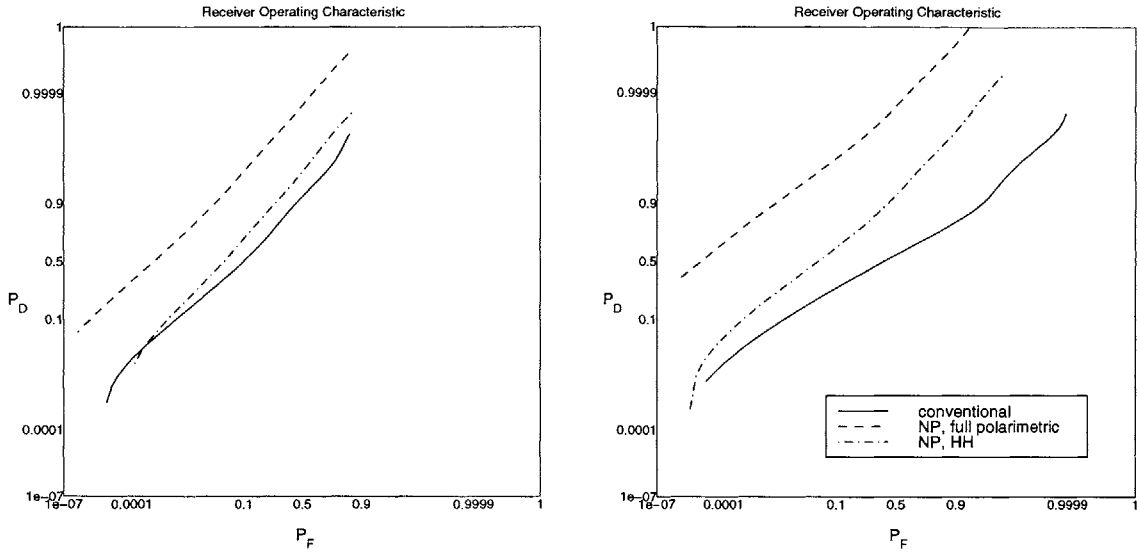 Receiver Operating Characteristic
1
0.9999
0.9
0.5
P_D
0.1
0.0001
1e-07
1e-07 0.0001 0.1 0.5 0.9 0.9999 1
P_F
Receiver Operating Characteristic
1
0.9999
0.9
0.5
P_D
0.1
0.0001
1e-07
conventional
NP, full polarimetric
NP, HH
1e-07 0.0001 0.1 0.5 0.9 0.9999 1
P_F